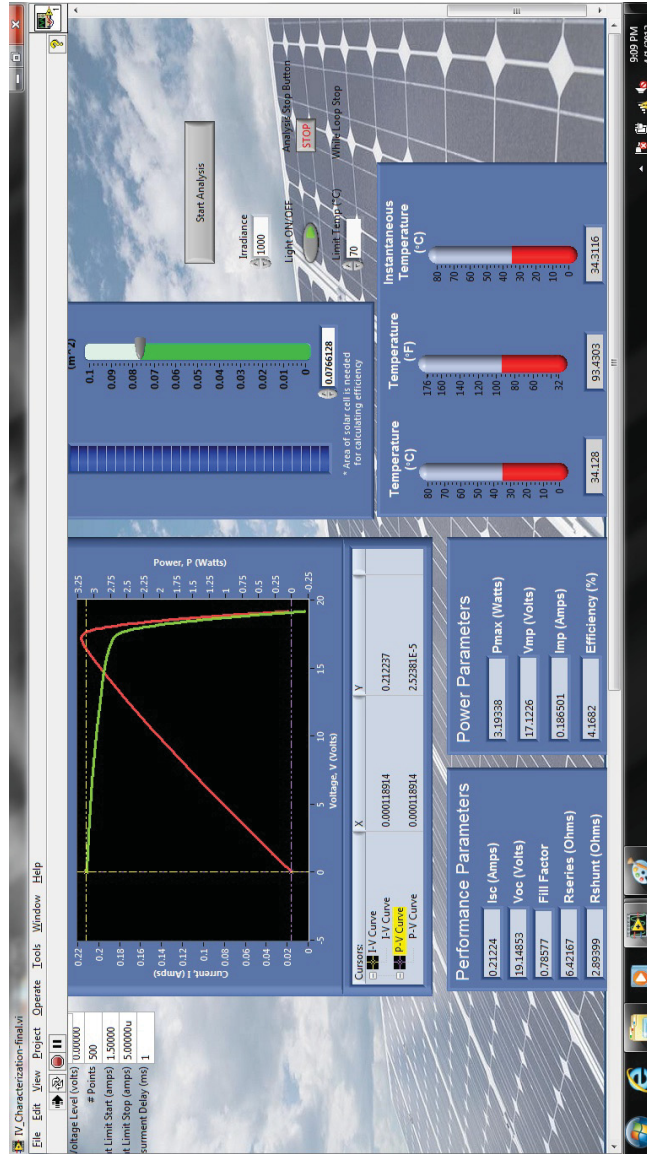 IV_Characterization-final.vi
File Edit View Project Operate Tools Window Help
Voltage Level (volts) 0.00000
# Points 500
nt Limit Start (amps) 1.50000
nt Limit Stop (amps) 5.00000u
asurment Delay (ms) 1
Current, I (Amps)
0.22
0.2
0.18
0.16
0.14
0.12
0.1
0.08
0.06
0.04
0.02
0
-5 0 5 10 15 20
Voltage, V (Volts)
Power, P (Watts)
3.25
3
2.75
2.5
2.25
2
1.75
1.5
1.25
1
0.75
0.5
0.25
0
-0.25
Cursors: X Y
I-V Curve
I-V Curve 0.000118914 0.212237
P-V Curve
P-V Curve 0.000118914 2.52381E-5
Performance Parameters
0.21224 Isc (Amps)
19.14853 Voc (Volts)
0.78577 Fill Factor
6.42167 Rseries (Ohms)
2.89399 Rshunt (Ohms)
Power Parameters
3.19338 Pmax (Watts)
17.1226 Vmp (Volts)
0.186501 Imp (Amps)
4.1682 Efficiency (%)
(m^2)
0.1
0.09
0.08
0.07
0.06
0.05
0.04
0.03
0.02
0.01
0
0.0766128
* Area of solar cell is needed
for calculating efficiency
Start Analysis
Irradiance
1000
Light ON/OFF
Analysis Stop Button
STOP
Limit Temp (°C)
70
While Loop Stop
Temperature
(°C)
80
70
60
50
40
30
20
10
0
34.128
Temperature
(°F)
176
160
140
120
100
80
60
32
93.4303
Instantaneous
Temperature
(°C)
80
70
60
50
40
30
20
10
0
34.3116
9:09 PM